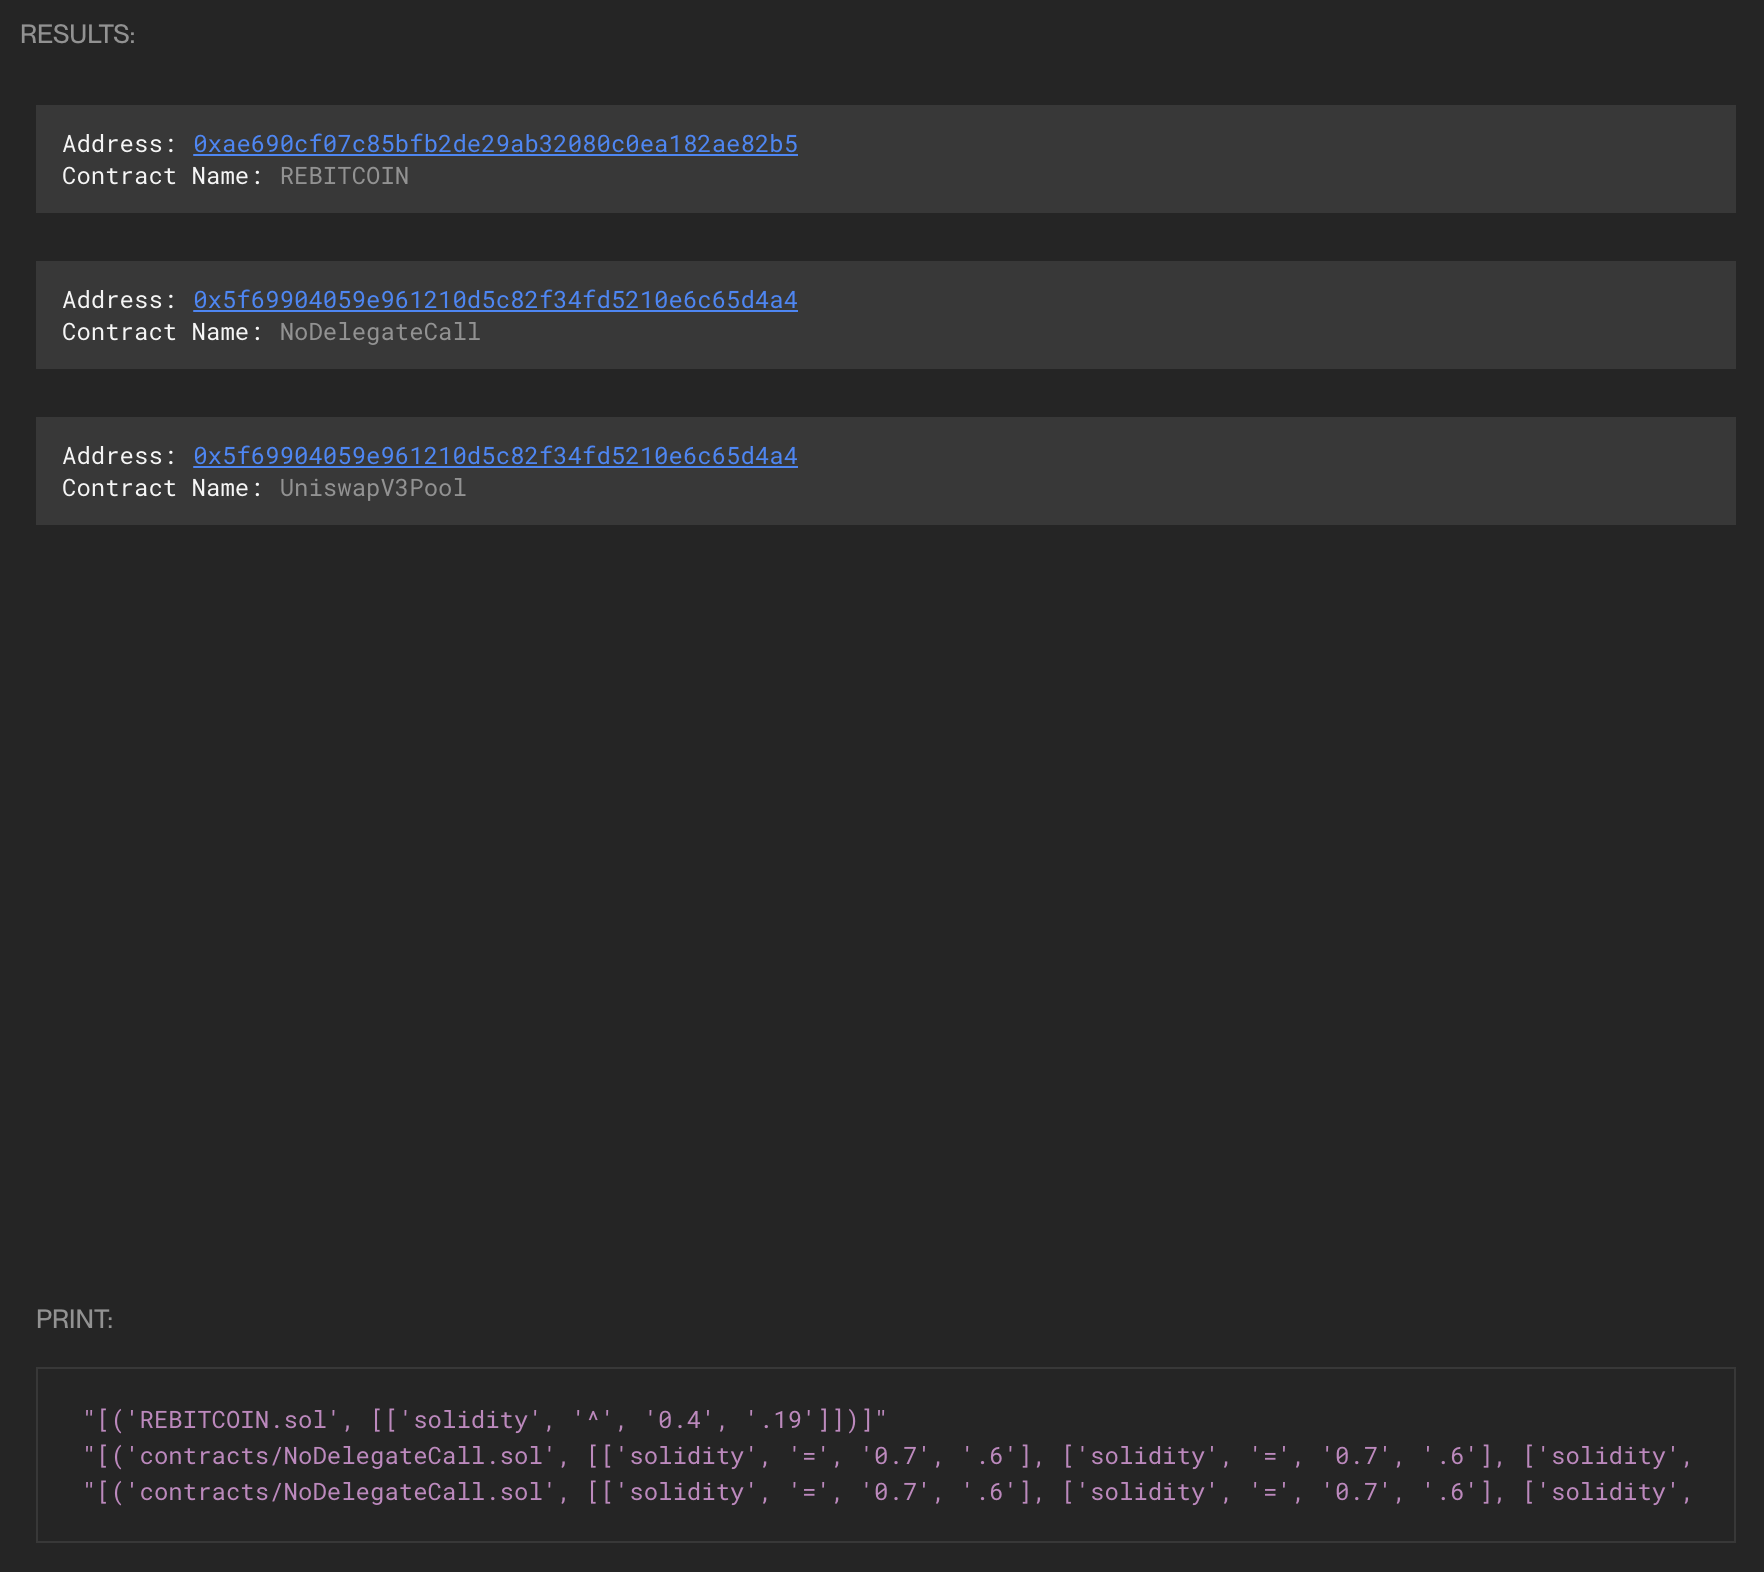 RESULTS:
Address: 0xae690cf07c85bfb2de29ab32080c0ea182ae82b5
Contract Name: REBITCOIN
Address: 0x5f69904059e961210d5c82f34fd5210e6c65d4a4
Contract Name: NoDelegateCall
Address: 0x5f69904059e961210d5c82f34fd5210e6c65d4a4
Contract Name: UniswapV3Pool
PRINT:
"[('REBITCOIN.sol', [['solidity', '^', '0.4', '.19']])]"
"[('contracts/NoDelegateCall.sol', [['solidity', '=', '0.7', '.6'], ['solidity', '=', '0.7', '.6'], ['solidity',
"[('contracts/NoDelegateCall.sol', [['solidity', '=', '0.7', '.6'], ['solidity', '=', '0.7', '.6'], ['solidity',